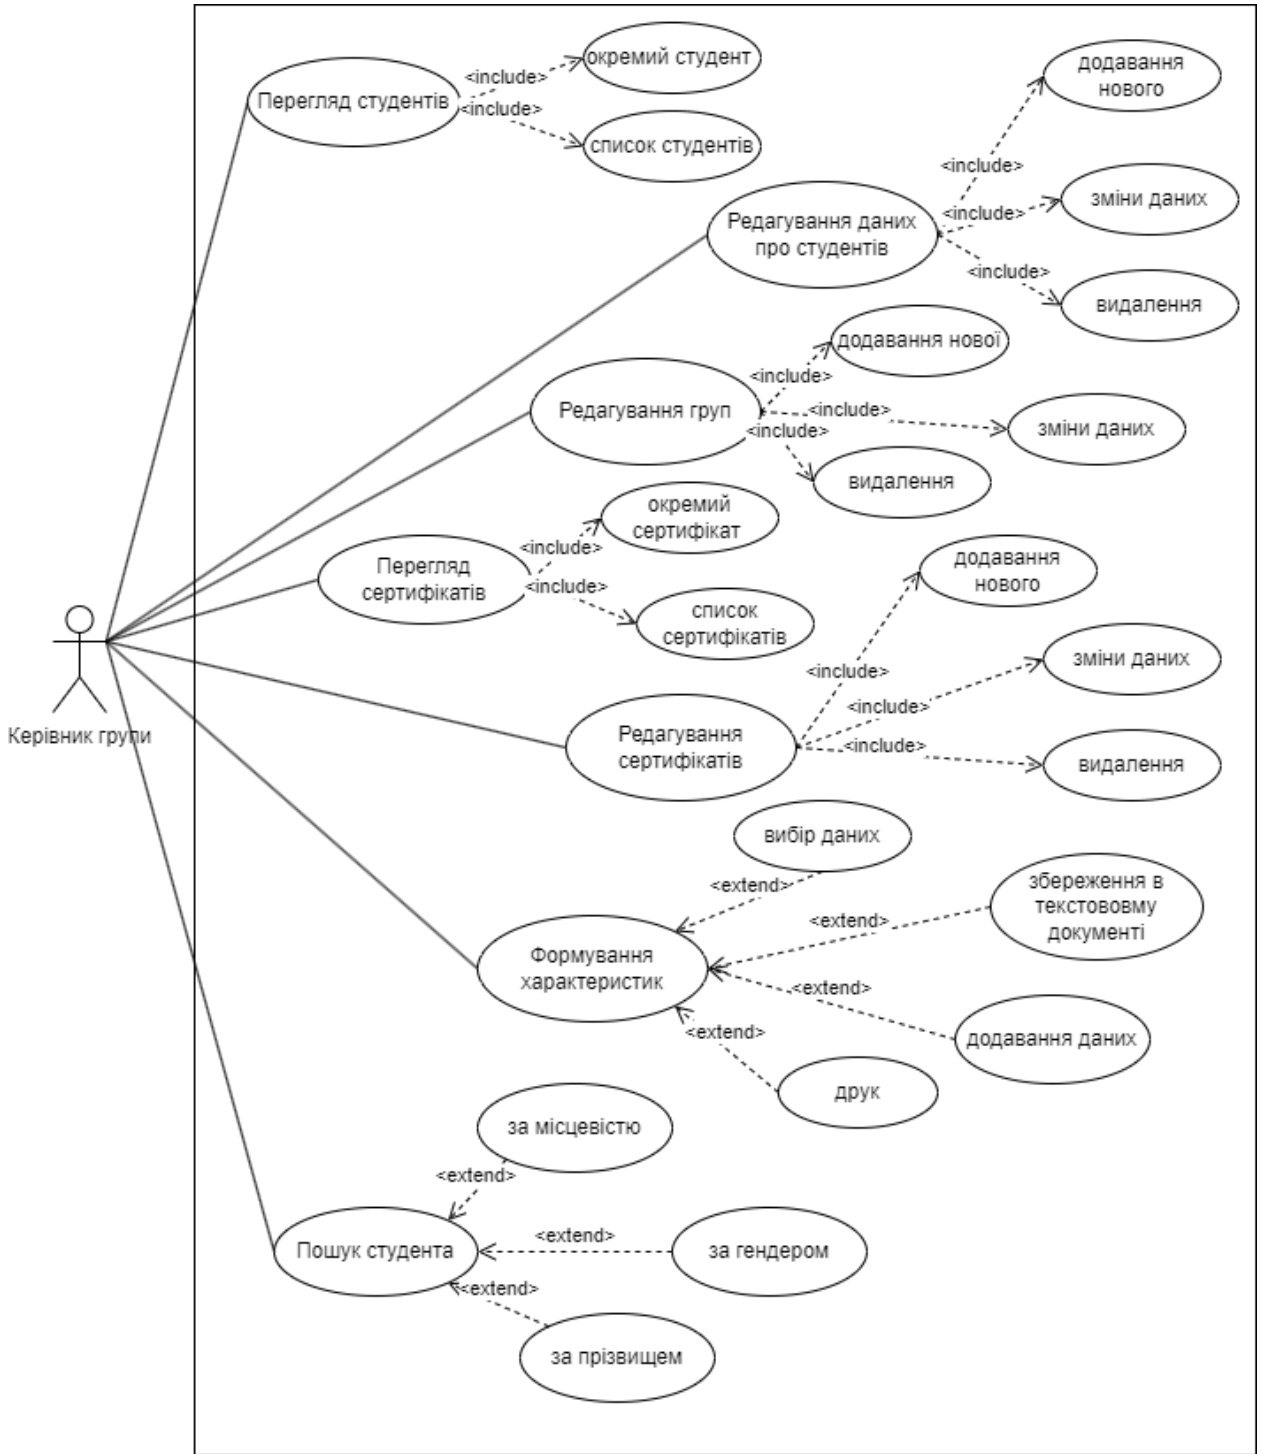 окремий студент
<include>
Перегляд студентів
<include>
список студентів
додавання
нового
<include>
зміни даних
<include>
Редагування даних
про студентів
<include>
видалення
додавання нової
<include>
Редагування груп
<include>
зміни даних
<include>
видалення
окремий
сертифікат
<include>
Перегляд
сертифікатів
<include>
список
сертифікатів
додавання
нового
<include>
зміни даних
<include>
Редагування
сертифікатів
<include>
видалення
Керівник групи
вибір даних
<extend>
збереження в
текстововму
документі
<extend>
Формування
характеристик
<extend>
додавання даних
<extend>
друк
за місцевістю
<extend>
Пошук студента
<extend>
за гендером
<extend>
за прізвищем